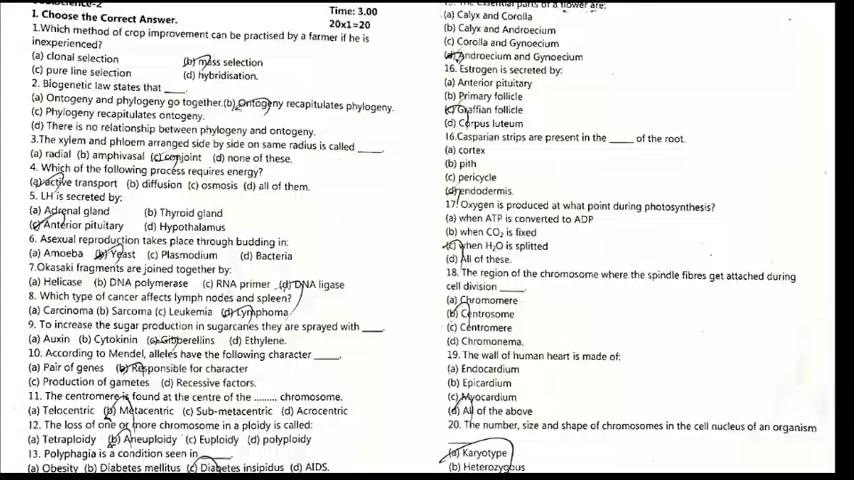 1. Choose the Correct Answer.
Time: 3.00
20x1=20
1.Which method of crop improvement can be practised by a farmer if he is
inexperienced?
(a) clonal selection (b) mass selection
(c) pure line selection (d) hybridisation.
2. Biogenetic law states that ____.
(a) Ontogeny and phylogeny go together.(b) Ontogeny recapitulates phylogeny.
(c) Phylogeny recapitulates ontogeny.
(d) There is no relationship between phylogeny and ontogeny.
3.The xylem and phloem arranged side by side on same radius is called _____
(a) radial (b) amphivasal (c) conjoint (d) none of these.
4. Which of the following process requires energy?
(a) active transport (b) diffusion (c) osmosis (d) all of them.
5. LH is secreted by:
(a) Adrenal gland (b) Thyroid gland
(c) Anterior pituitary (d) Hypothalamus
6. Asexual reproduction takes place through budding in:
(a) Amoeba (b) Yeast (c) Plasmodium (d) Bacteria
7.Okasaki fragments are joined together by:
(a) Helicase (b) DNA polymerase (c) RNA primer (d) DNA ligase
8. Which type of cancer affects lymph nodes and spleen?
(a) Carcinoma (b) Sarcoma (c) Leukemia (d) Lymphoma
9. To increase the sugar production in sugarcanes they are sprayed with ____.
(a) Auxin (b) Cytokinin (c) Gibberellins (d) Ethylene.
10. According to Mendel, alleles have the following character _____.
(a) Pair of genes (b) Responsible for character
(c) Production of gametes (d) Recessive factors.
11. The centromere is found at the centre of the ......... chromosome.
(a) Telocentric (b) Metacentric (c) Sub-metacentric (d) Acrocentric
12. The loss of one or more chromosome in a ploidy is called:
(a) Tetraploidy (b) Aneuploidy (c) Euploidy (d) polyploidy
13. Polyphagia is a condition seen in ______
(a) Obesity (b) Diabetes mellitus (c) Diabetes insipidus (d) AIDS.
15. The essential parts of a flower are:
(a) Calyx and Corolla
(b) Calyx and Androecium
(c) Corolla and Gynoecium
(d) Androecium and Gynoecium
16. Estrogen is secreted by:
(a) Anterior pituitary
(b) Primary follicle
(c) Graffian follicle
(d) Corpus luteum
16.Casparian strips are present in the _____ of the root.
(a) cortex
(b) pith
(c) pericycle
(d) endodermis.
17. Oxygen is produced at what point during photosynthesis?
(a) when ATP is converted to ADP
(b) when CO₂ is fixed
(c) when H₂O is splitted
(d) All of these.
18. The region of the chromosome where the spindle fibres get attached during
cell division _____.
(a) Chromomere
(b) Centrosome
(c) Centromere
(d) Chromonema.
19. The wall of human heart is made of:
(a) Endocardium
(b) Epicardium
(c) Myocardium
(d) All of the above
20. The number, size and shape of chromosomes in the cell nucleus of an organism
________
(a) Karyotype
(b) Heterozygous